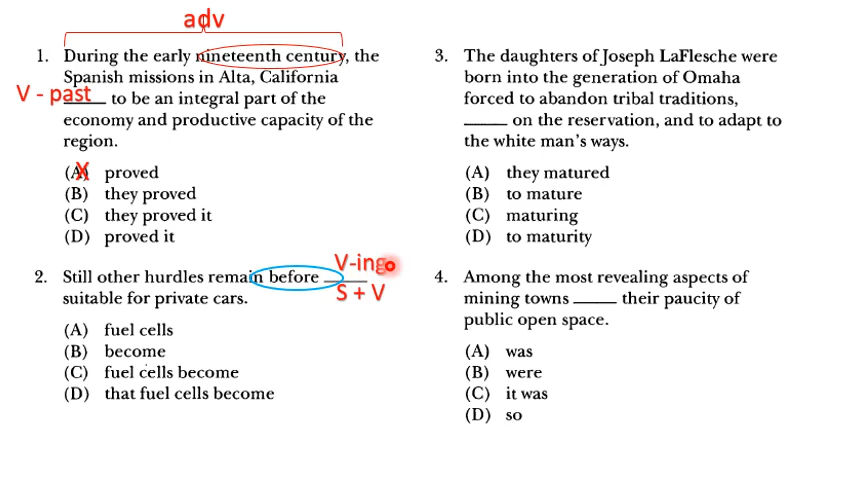 adv
1. During the early nineteenth century, the
Spanish missions in Alta, California
V - past
_____ to be an integral part of the
economy and productive capacity of the
region.
(A) proved
(B) they proved
(C) they proved it
(D) proved it
V-ing
2. Still other hurdles remain before _____
S + V
suitable for private cars.
(A) fuel cells
(B) become
(C) fuel cells become
(D) that fuel cells become
3. The daughters of Joseph LaFlesche were
born into the generation of Omaha
forced to abandon tribal traditions,
_____ on the reservation, and to adapt to
the white man's ways.
(A) they matured
(B) to mature
(C) maturing
(D) to maturity
4. Among the most revealing aspects of
mining towns _____ their paucity of
public open space.
(A) was
(B) were
(C) it was
(D) so